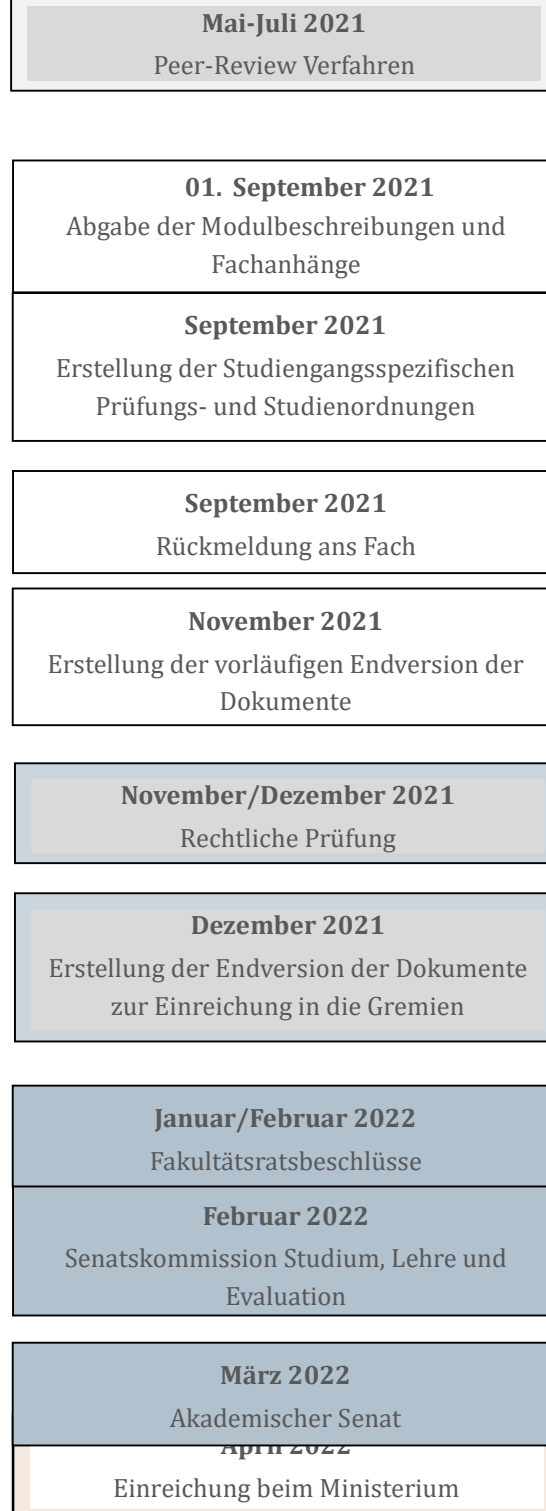 Mai-Juli 2021
Peer-Review Verfahren
01. September 2021
Abgabe der Modulbeschreibungen und
Fachanhänge
September 2021
Erstellung der Studiengangsspezifischen
Prüfungs- und Studienordnungen
September 2021
Rückmeldung ans Fach
November 2021
Erstellung der vorläufigen Endversion der
Dokumente
November/Dezember 2021
Rechtliche Prüfung
Dezember 2021
Erstellung der Endversion der Dokumente
zur Einreichung in die Gremien
Januar/Februar 2022
Fakultätsratsbeschlüsse
Februar 2022
Senatskommission Studium, Lehre und
Evaluation
März 2022
Akademischer Senat
April 2022
Einreichung beim Ministerium